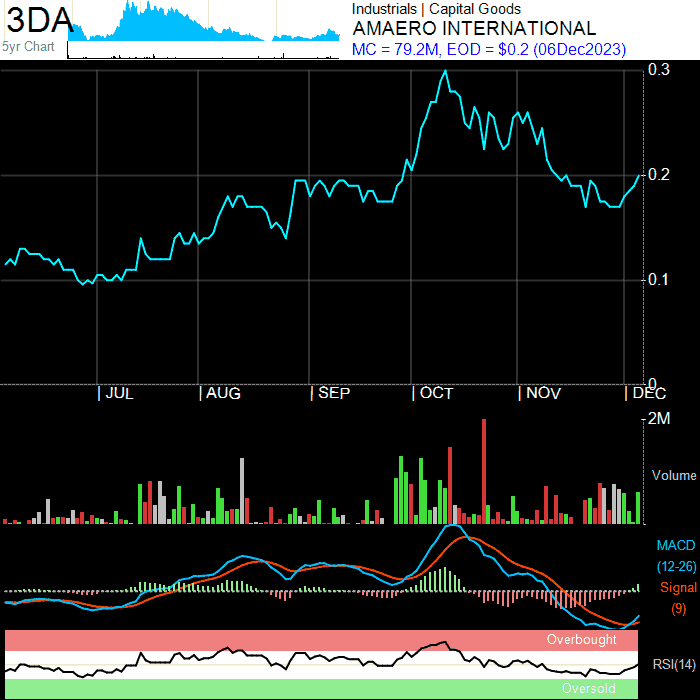 3DA
5yr Chart
Industrials | Capital Goods
AMAERO INTERNATIONAL
MC = 79.2M, EOD = $0.2 (06Dec2023)
0.3
0.2
0.1
0
| JUL | AUG | SEP | OCT | NOV | DEC
2M
Volume
MACD
(12-26)
Signal
(9)
Overbought
RSI(14)
Oversold